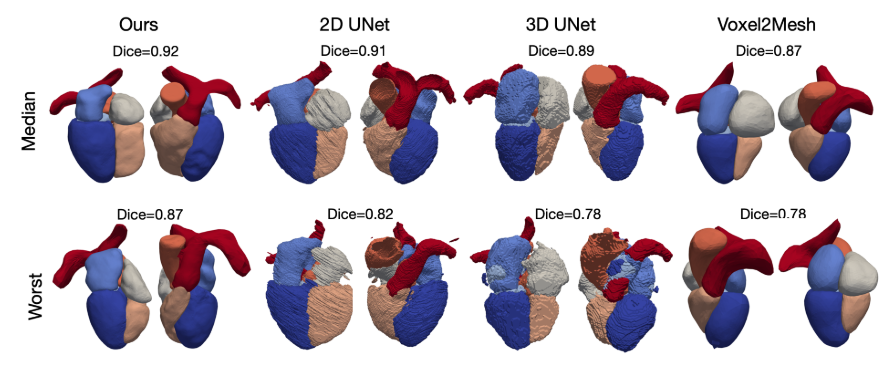 Ours 2D UNet 3D UNet Voxel2Mesh
Dice=0.92 Dice=0.91 Dice=0.89 Dice=0.87
Median
Dice=0.87 Dice=0.82 Dice=0.78 Dice=0.78
Worst